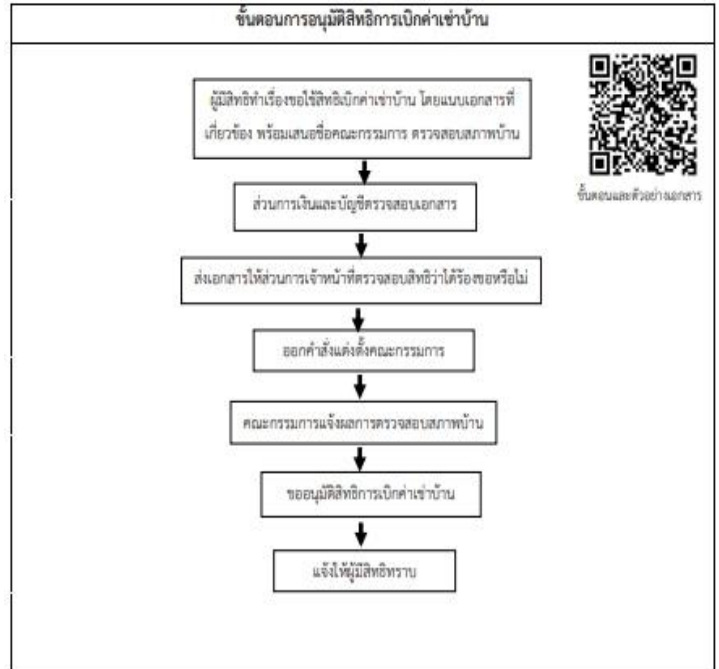 ขั้นตอนการอนุมัติสิทธิการเบิกค่าเช่าบ้าน
ผู้มีสิทธิทำเรื่องขอใช้สิทธิเบิกค่าเช่าบ้าน โดยแนบเอกสารที่
เกี่ยวข้อง พร้อมเสนอชื่อคณะกรรมการ ตรวจสอบสภาพบ้าน
ขั้นตอนและตัวอย่างเอกสาร
ส่วนการเงินและบัญชีตรวจสอบเอกสาร
ส่งเอกสารให้ส่วนการเจ้าหน้าที่ตรวจสอบสิทธิว่าได้ร้องขอหรือไม่
ออกคำสั่งแต่งตั้งคณะกรรมการ
คณะกรรมการแจ้งผลการตรวจสอบสภาพบ้าน
ขออนุมัติสิทธิการเบิกค่าเช่าบ้าน
แจ้งให้ผู้มีสิทธิทราบ